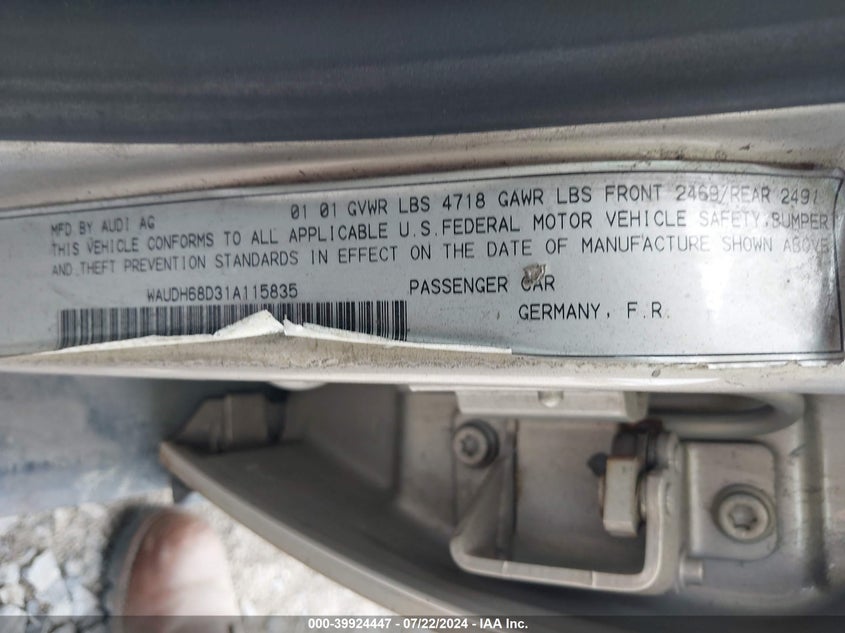 MFD BY AUDI AG 01 01 GVWR LBS 4718 GAWR LBS FRONT 2469/REAR 2491
THIS VEHICLE CONFORMS TO ALL APPLICABLE U.S.FEDERAL MOTOR VEHICLE SAFETY,BUMPER
AND THEFT PREVENTION STANDARDS IN EFFECT ON THE DATE OF MANUFACTURE SHOWN ABOVE
WAUDH68D31A115835 PASSENGER CAR
GERMANY, F.R.
000-39924447 - 07/22/2024 - IAA Inc.